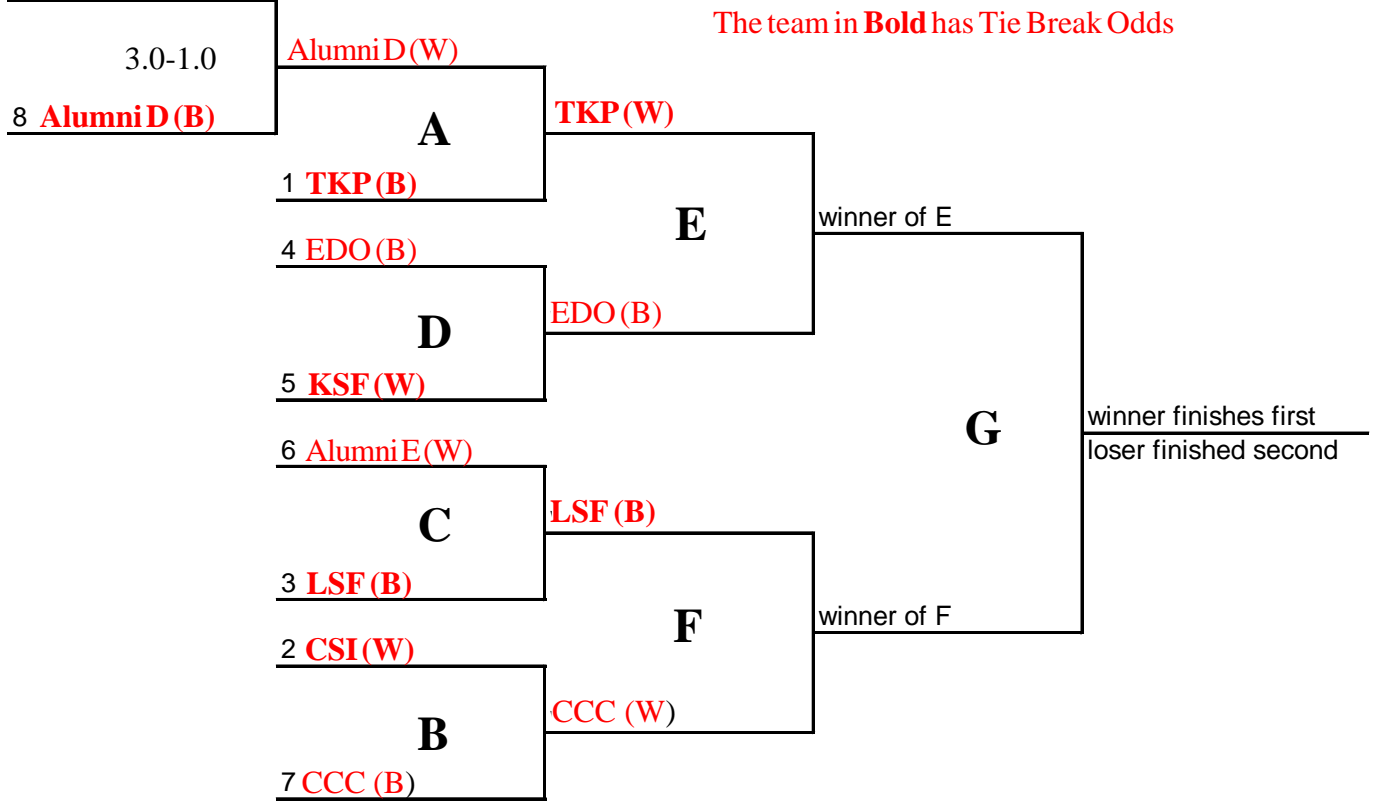 The team in Bold has Tie Break Odds
3.0-1.0
Alumni D (W)
8 Alumni D (B)
A
TKP (W)
1 TKP (B)
E
winner of E
4 EDO (B)
D
EDO (B)
5 KSF (W)
G
winner finishes first
loser finished second
6 Alumni E (W)
C
LSF (B)
3 LSF (B)
F
winner of F
2 CSI (W)
B
CCC (W)
7 CCC (B)